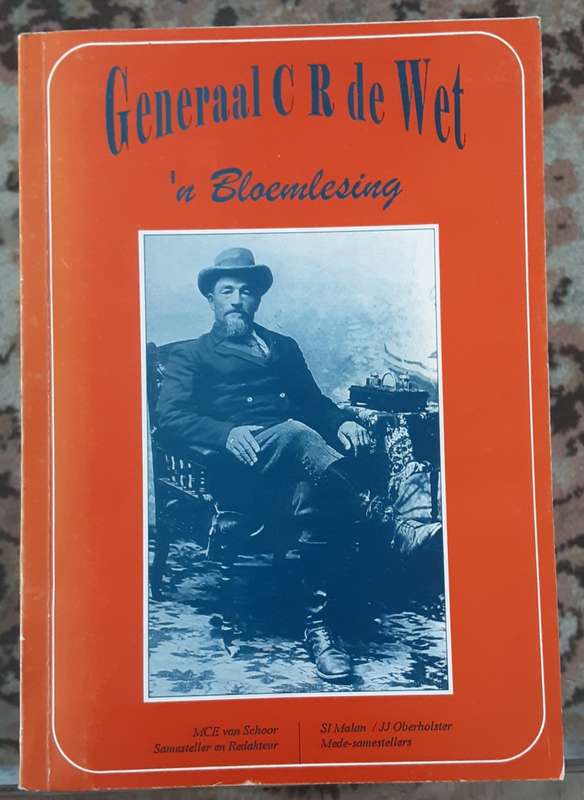 Generaal C R de Wet
'n Bloemlesing
MCE van Schoor
Samesteller en Redakteur
SI Malan / JJ Oberholster
Mede-samestellers